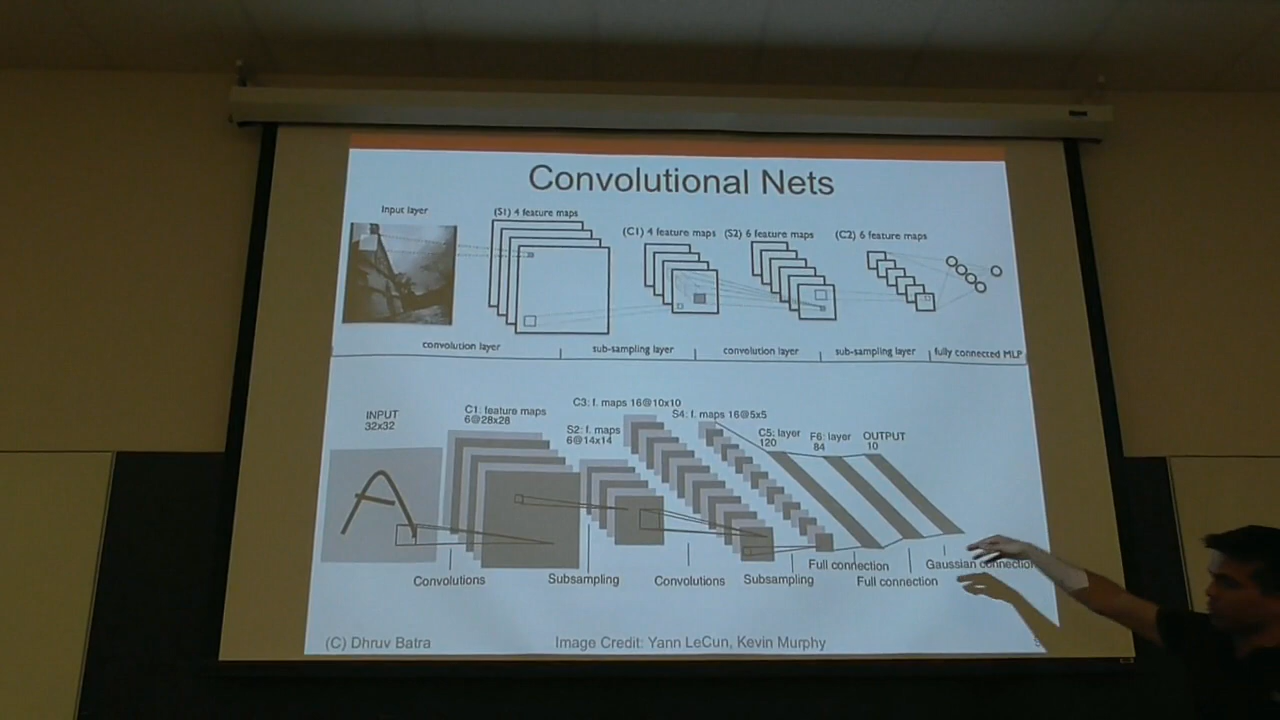 Convolutional Nets
Input layer
(S1) 4 feature maps
(C1) 4 feature maps
(S2) 6 feature maps
(C2) 6 feature maps
convolution layer
sub-sampling layer
convolution layer
sub-sampling layer
fully connected MLP
INPUT
32x32
C1: feature maps
6@28x28
S2: f. maps
6@14x14
C3: f. maps 16@10x10
S4: f. maps 16@5x5
C5: layer
120
F6: layer
84
OUTPUT
10
A
Convolutions
Subsampling
Convolutions
Subsampling
Full connection
Full connection
Gaussian connection
(C) Dhruv Batra
Image Credit: Yann LeCun, Kevin Murphy